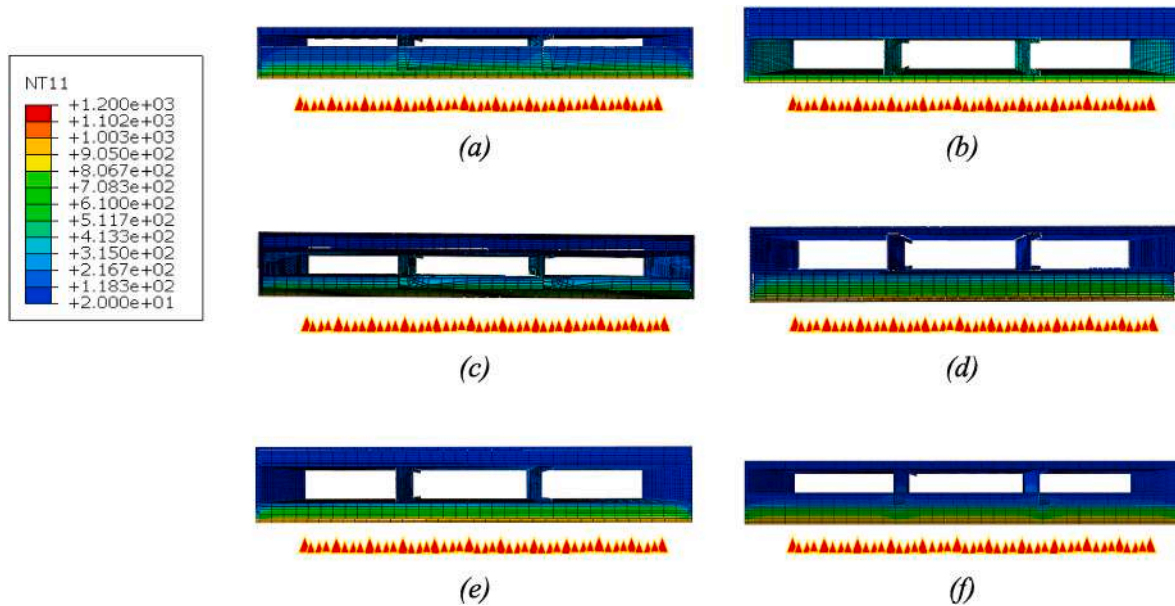 NT11
+1.200e+03
+1.102e+03
+1.003e+03
+9.050e+02
+8.067e+02
+7.083e+02
+6.100e+02
+5.117e+02
+4.133e+02
+3.150e+02
+2.167e+02
+1.183e+02
+2.000e+01
(a)
(b)
(c)
(d)
(e)
(f)